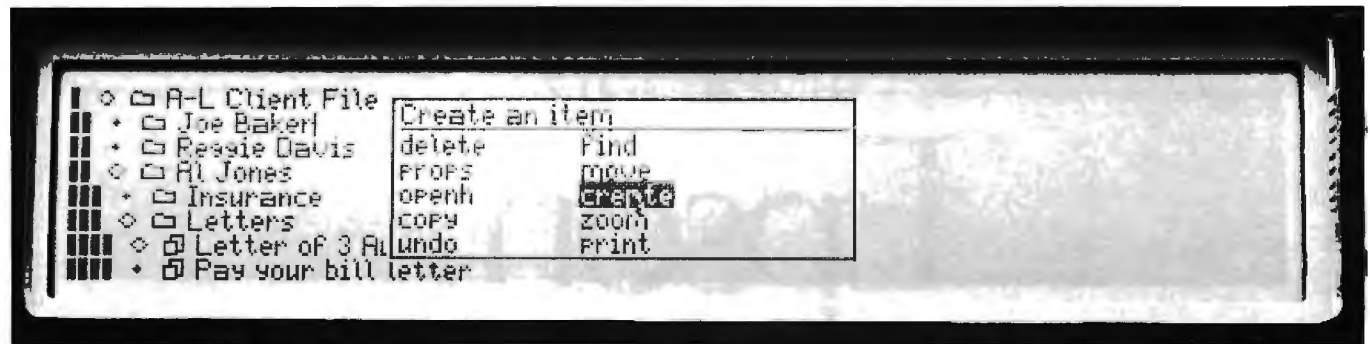 A-L Client File
Joe Baker
Reggie Davis
Al Jones
Insurance
Letters
Letter of 3 Au
Pay your bill letter
Create an item
delete find
props move
openh create
copy zoom
undo print